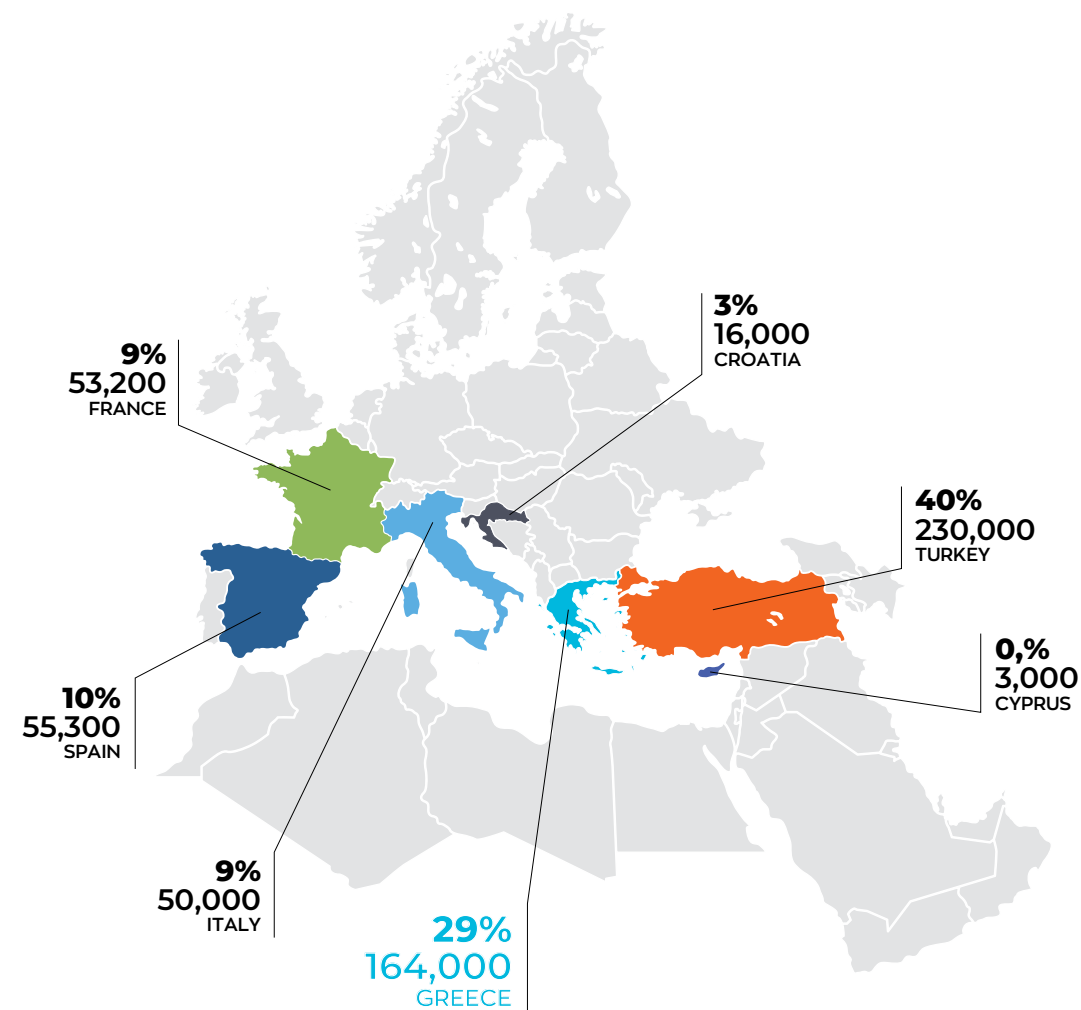 3%
16,000
CROATIA
9%
53,200
FRANCE
40%
230,000
TURKEY
0,%
3,000
CYPRUS
10%
55,300
SPAIN
9%
50,000
ITALY
29%
164,000
GREECE